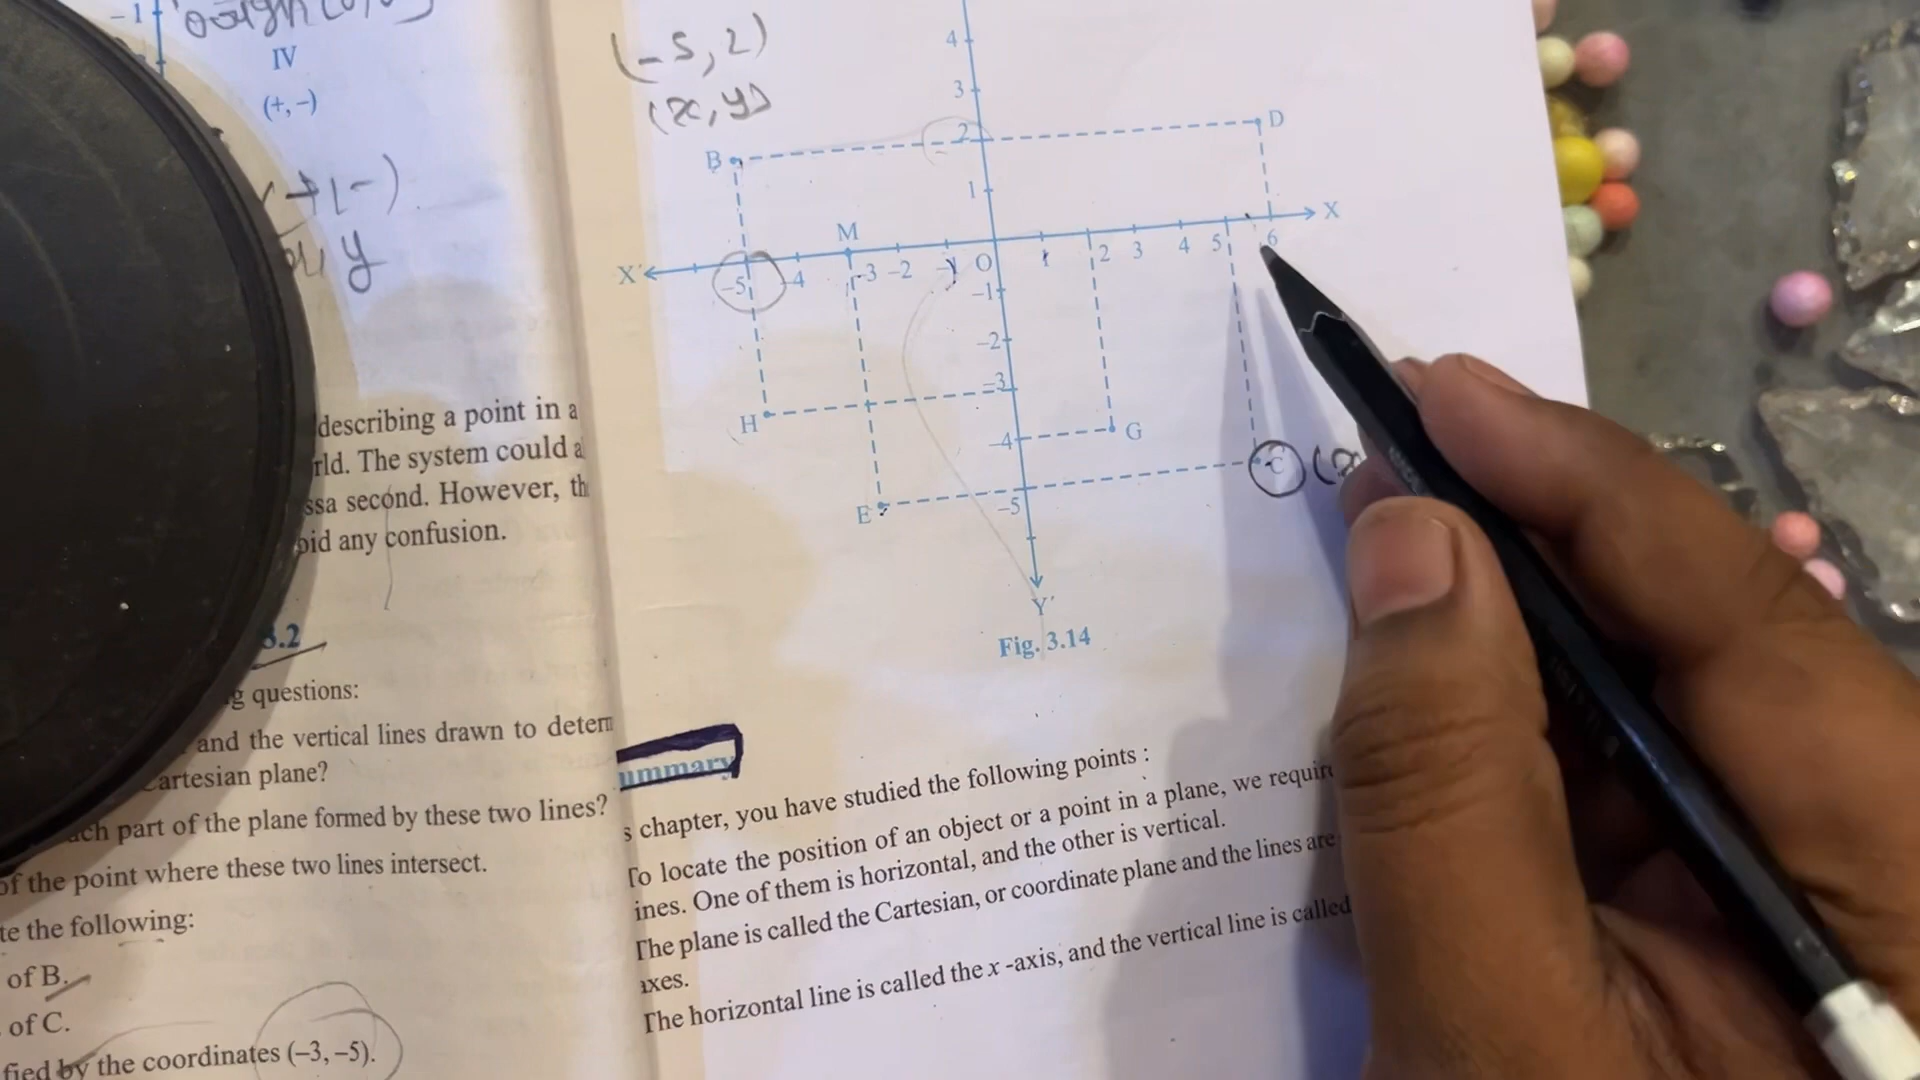 -1
IV
(+, -)
(-)
y
describing a point in a
rld. The system could a
ssa second. However, th
oid any confusion.
3.2
g questions:
and the vertical lines drawn to determ
artesian plane?
ach part of the plane formed by these two lines?
of the point where these two lines intersect.
te the following:
of B.
of C.
fied by the coordinates (–3, –5).
(-5, 2)
(x, y)
4
3
B
2
D
1
M
X
X'
-5
-4
-3
-2
-1
O
1
2
3
4
5
6
-1
-2
-3
H
-4
G
C
(x
E
-5
Y'
Fig. 3.14
ummary
s chapter, you have studied the following points :
To locate the position of an object or a point in a plane, we require
ines. One of them is horizontal, and the other is vertical.
The plane is called the Cartesian, or coordinate plane and the lines are
axes.
The horizontal line is called the x -axis, and the vertical line is called